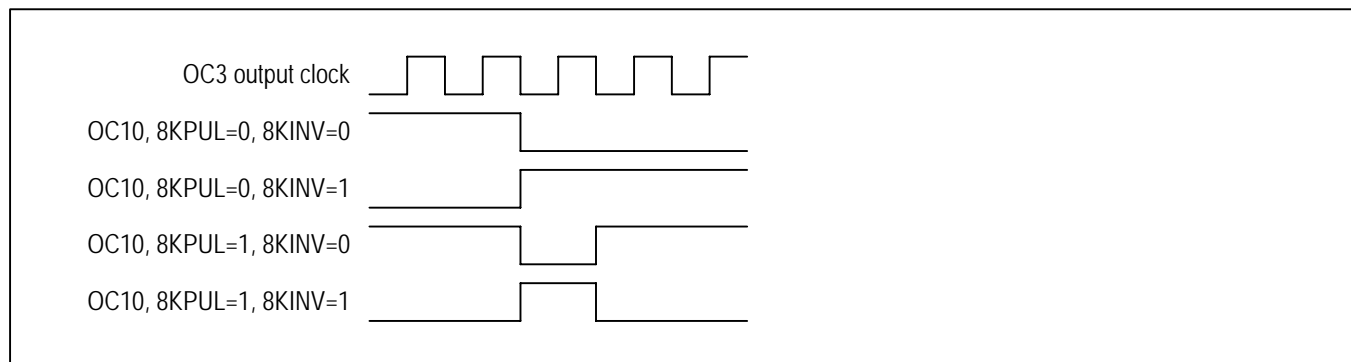 OC3 output clock
OC10, 8KPUL=0, 8KINV=0
OC10, 8KPUL=0, 8KINV=1
OC10, 8KPUL=1, 8KINV=0
OC10, 8KPUL=1, 8KINV=1